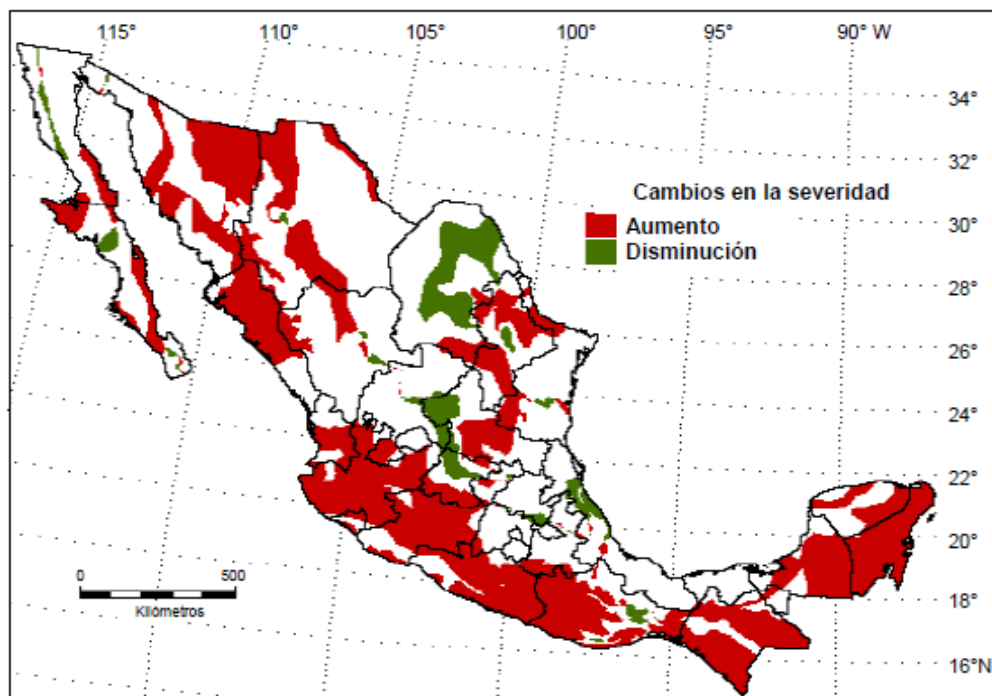 115° 110° 105° 100° 95° 90° W
34°
32°
Cambios en la severidad
30°
Aumento
Disminución
28°
26°
24°
22°
20°
0 500
Kilómetros
18°
16°N